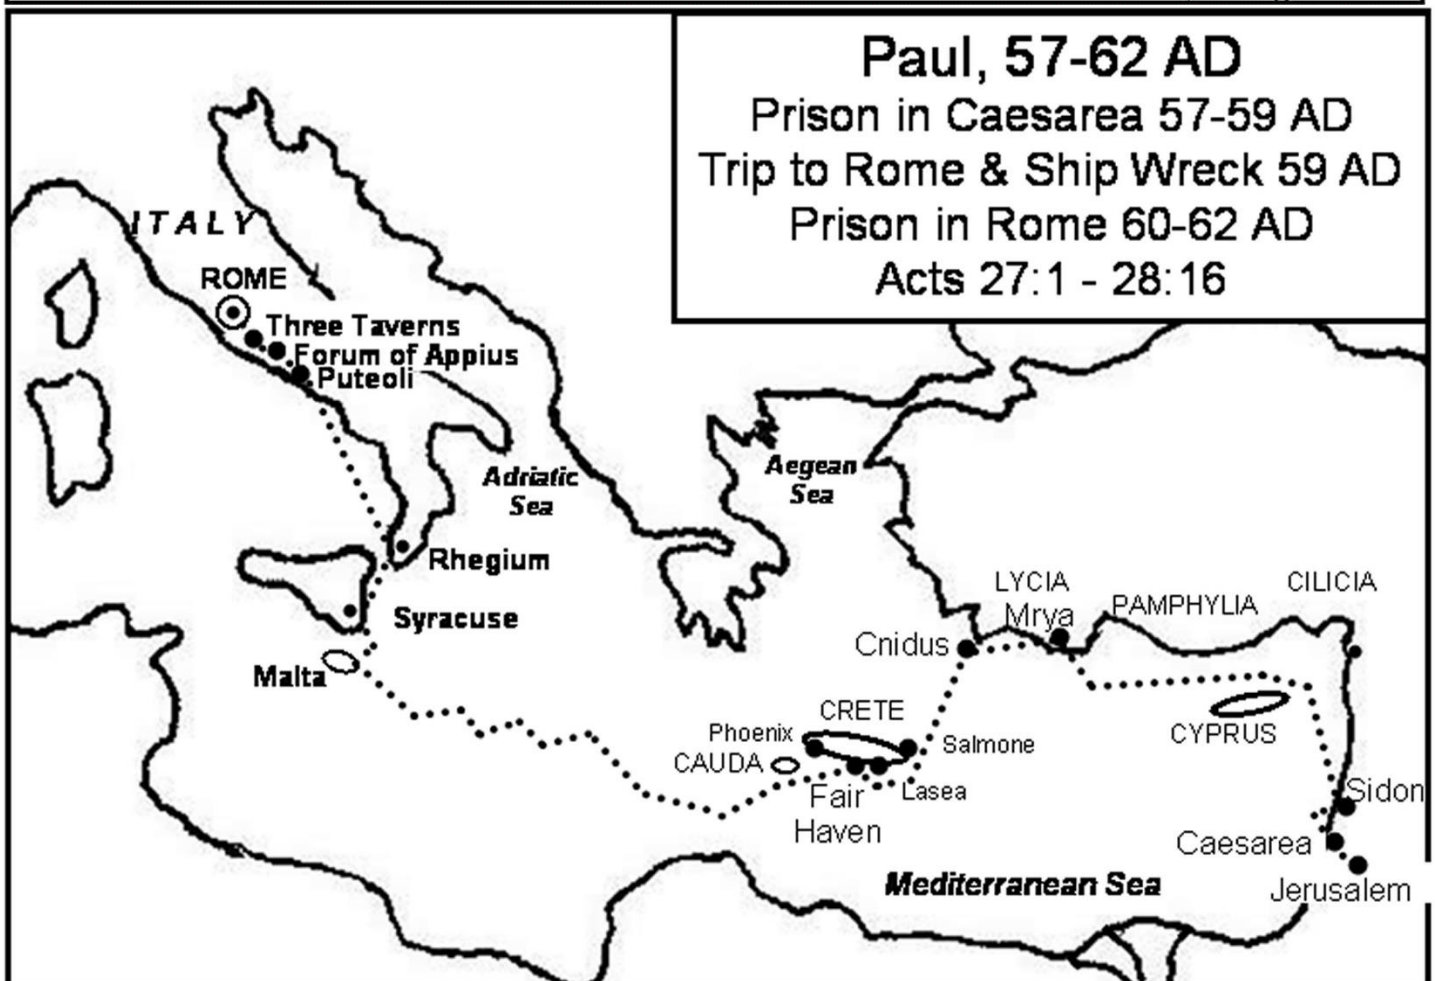 Paul, 57-62 AD
Prison in Caesarea 57-59 AD
Trip to Rome & Ship Wreck 59 AD
Prison in Rome 60-62 AD
Acts 27:1 - 28:16
ITALY
ROME
Three Taverns
Forum of Appius
Puteoli
Adriatic
Sea
Aegean
Sea
Rhegium
Syracuse
Malta
LYCIA
Mrya
PAMPHYLIA
CILICIA
Cnidus
CRETE
Phoenix
CAUDA
Salmone
Lasea
Fair
Haven
CYPRUS
Sidon
Caesarea
Jerusalem
Mediterranean Sea